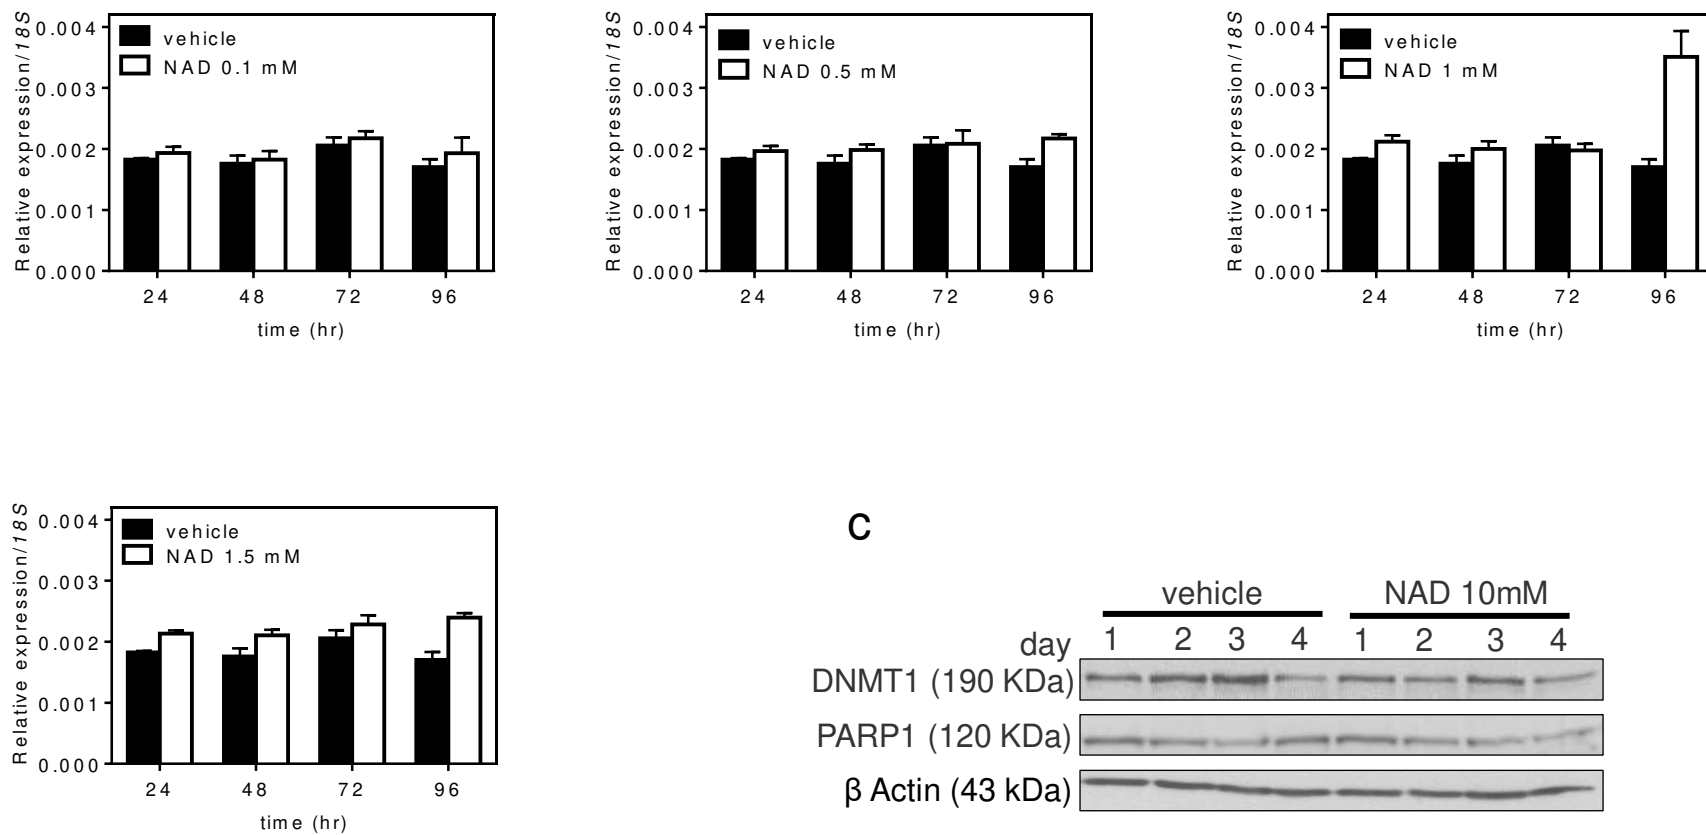 Relative expression/18S
0.004
0.003
0.002
0.001
0.000
vehicle
NAD 0.1 mM
24 48 72 96
time (hr)
Relative expression/18S
0.004
0.003
0.002
0.001
0.000
vehicle
NAD 0.5 mM
24 48 72 96
time (hr)
Relative expression/18S
0.004
0.003
0.002
0.001
0.000
vehicle
NAD 1 mM
24 48 72 96
time (hr)
Relative expression/18S
0.004
0.003
0.002
0.001
0.000
vehicle
NAD 1.5 mM
24 48 72 96
time (hr)
C
vehicle NAD 10mM
day 1 2 3 4 1 2 3 4
DNMT1 (190 KDa)
PARP1 (120 KDa)
β Actin (43 kDa)